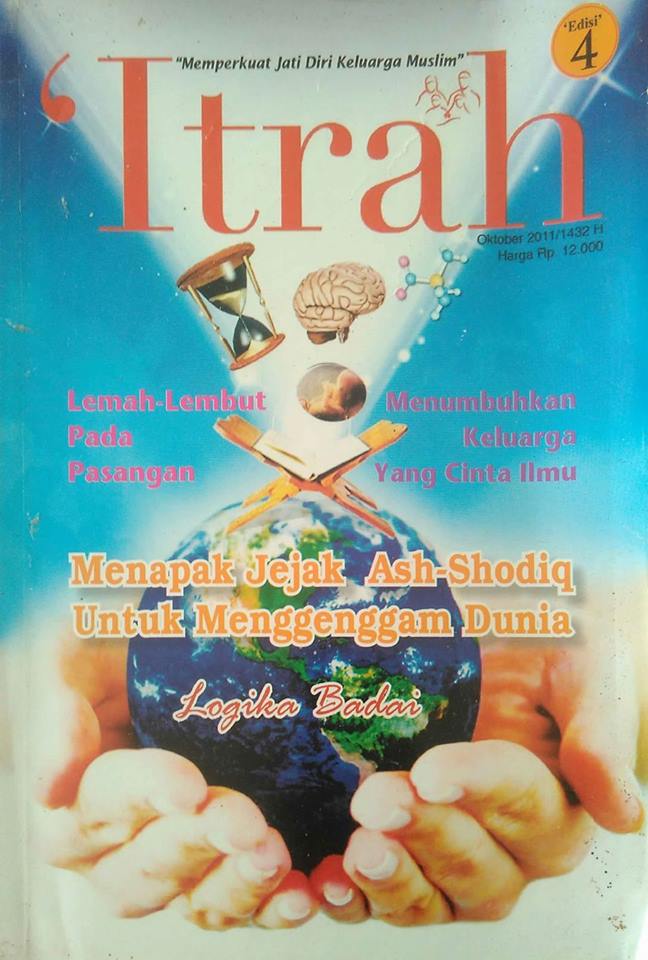 "Memperkuat Jati Diri Keluarga Muslim"
'Edisi'
4
'Itrah
Oktober 2011/1432 H
Harga Rp 12.000
Lemah-Lembut
Pada
Pasangan
Menumbuhkan
Keluarga
Yang Cinta Ilmu
Menapak Jejak Ash-Shodiq
Untuk Menggenggam Dunia
Logika Badai